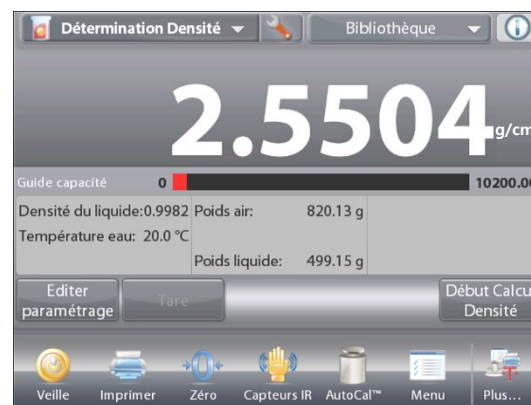 Détermination Densité Bibliothèque
2.5504 g/cm
Guide capacité 0 10200.0
Densité du liquide:0.9982 Poids air: 820.13 g
Température eau: 20.0 °C
Poids liquide: 499.15 g
Editer paramétrage Tare Début Calcu Densité
Veille Imprimer Zéro Capteurs IR AutoCal™ Menu Plus...